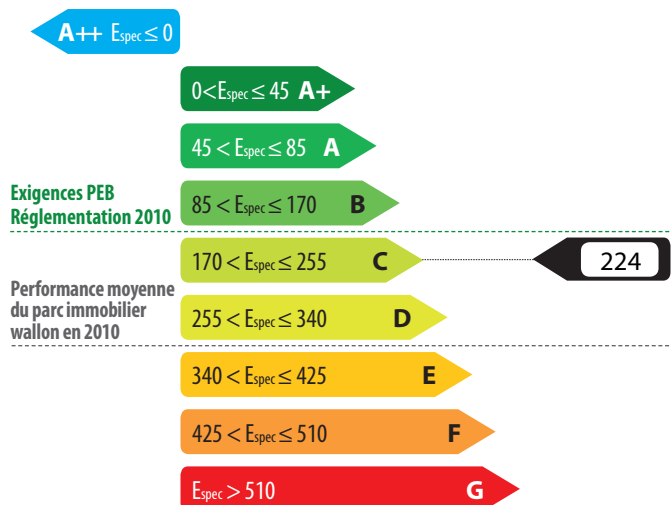 A++ Espec ≤ 0
0<Espec ≤ 45 A+
45 < Espec ≤ 85 A
Exigences PEB
Réglementation 2010
85 < Espec ≤ 170 B
170 < Espec ≤ 255 C
224
Performance moyenne
du parc immobilier
wallon en 2010
255 < Espec ≤ 340 D
340 < Espec ≤ 425 E
425 < Espec ≤ 510 F
Espec > 510 G